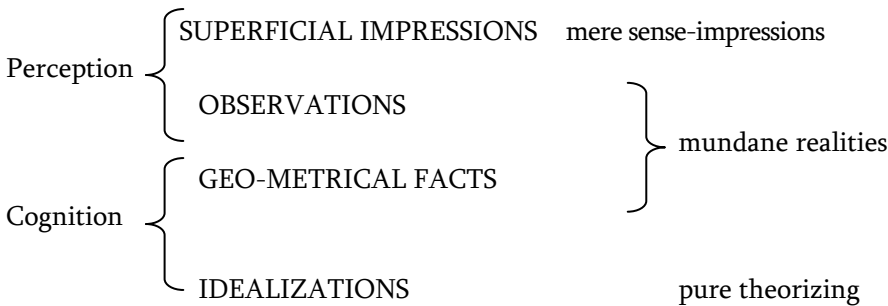 SUPERFICIAL IMPRESSIONS mere sense-impressions
Perception
OBSERVATIONS
mundane realities
GEO-METRICAL FACTS
Cognition
IDEALIZATIONS pure theorizing